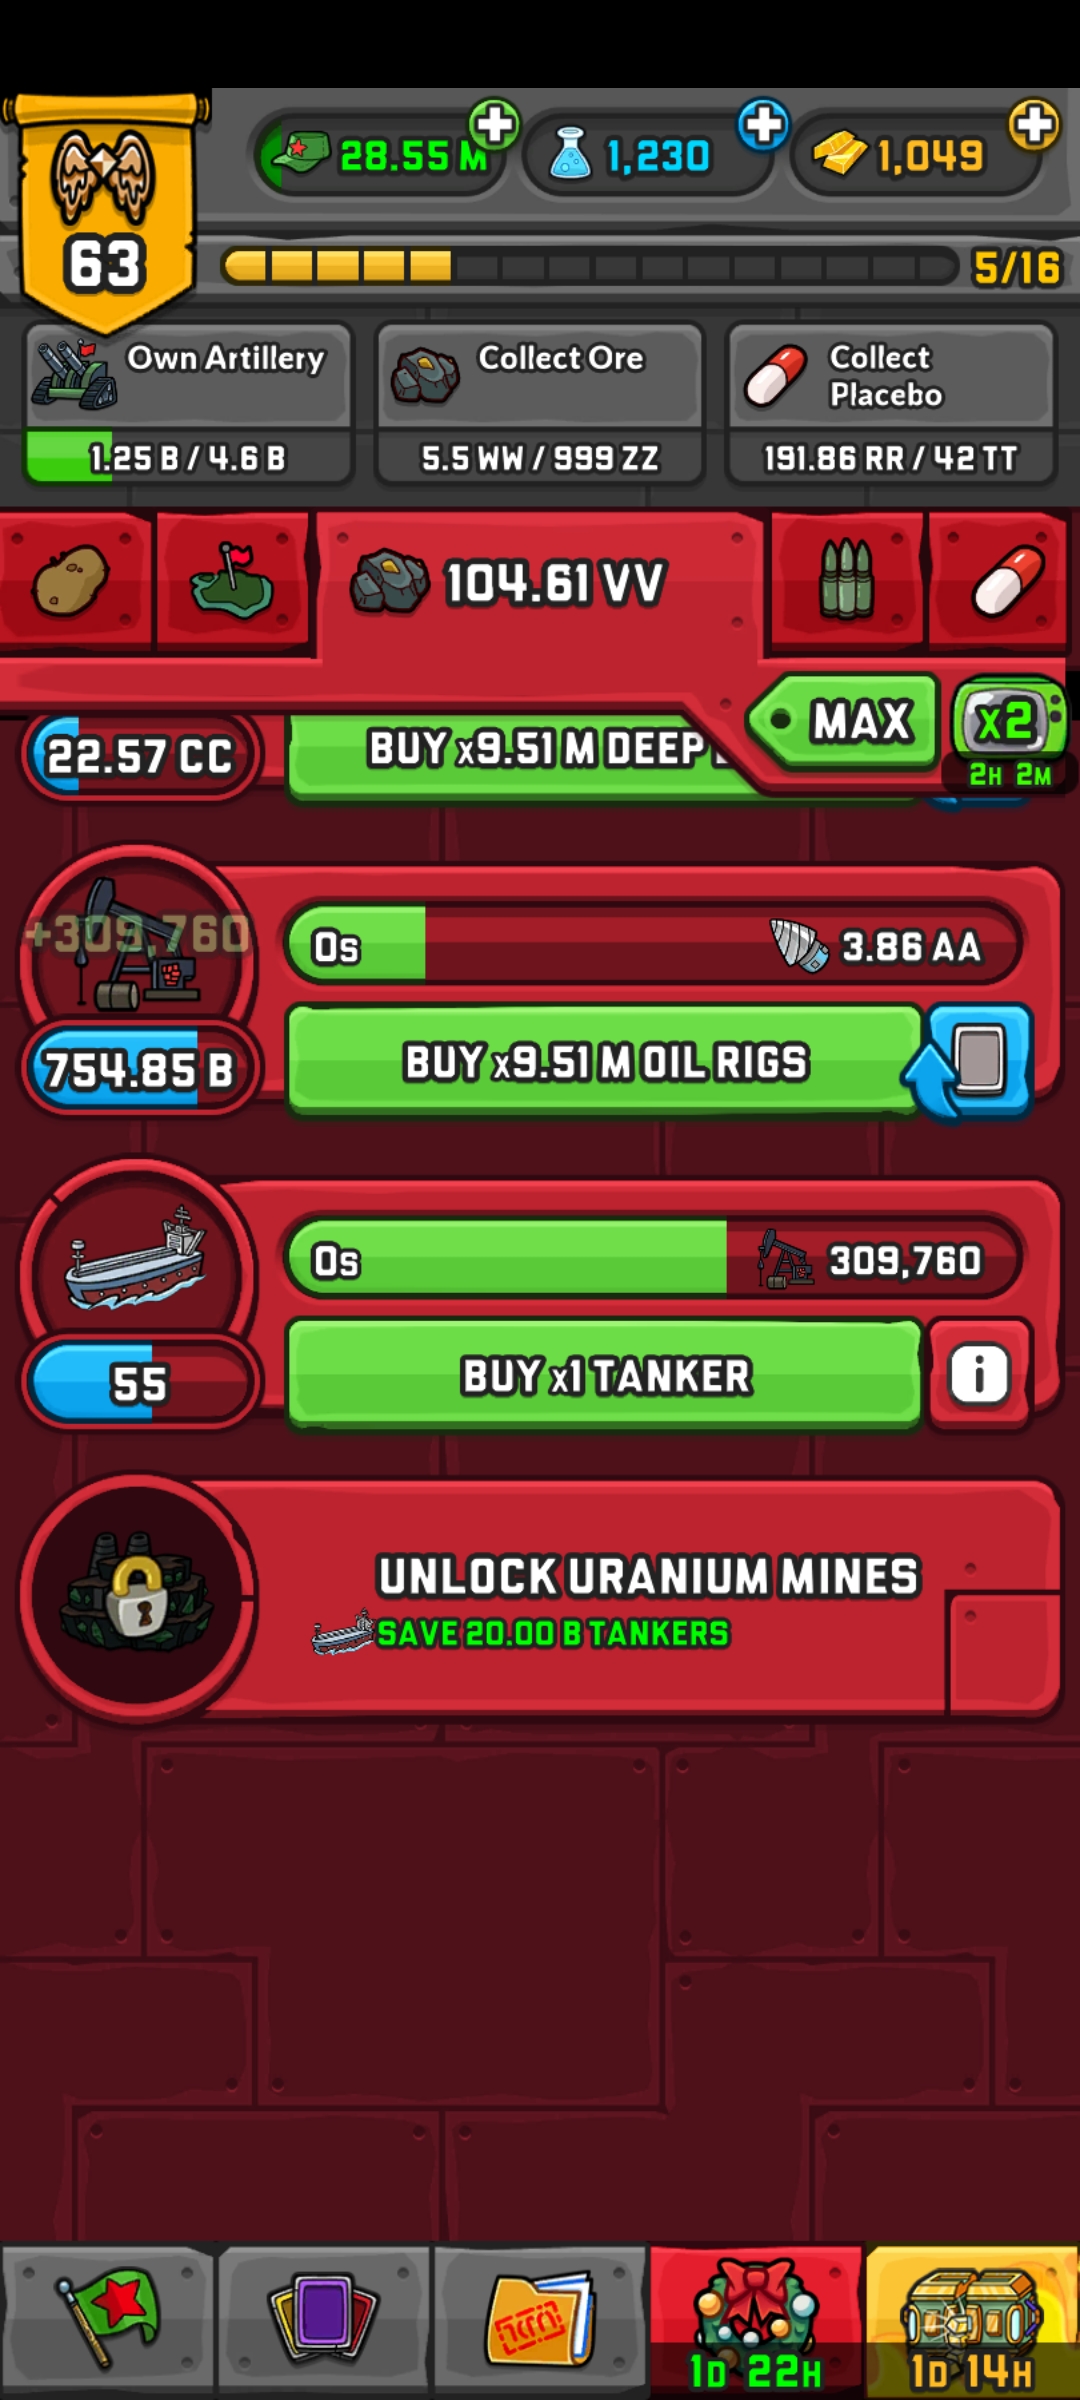 28.55 M
1,230
1,049
63
5/16
Own Artillery
1.25 B / 4.6 B
Collect Ore
5.5 WW / 999 ZZ
Collect
Placebo
191.86 RR / 42 TT
104.61 VV
MAX
x2
2H 2M
22.57 CC
BUY x9.51 M DEEP
+309,760
0s
3.86 AA
754.85 B
BUY x9.51 M OIL RIGS
0s
309,760
55
BUY x1 TANKER
i
UNLOCK URANIUM MINES
SAVE 20.00 B TANKERS
1D 22H
1D 14H